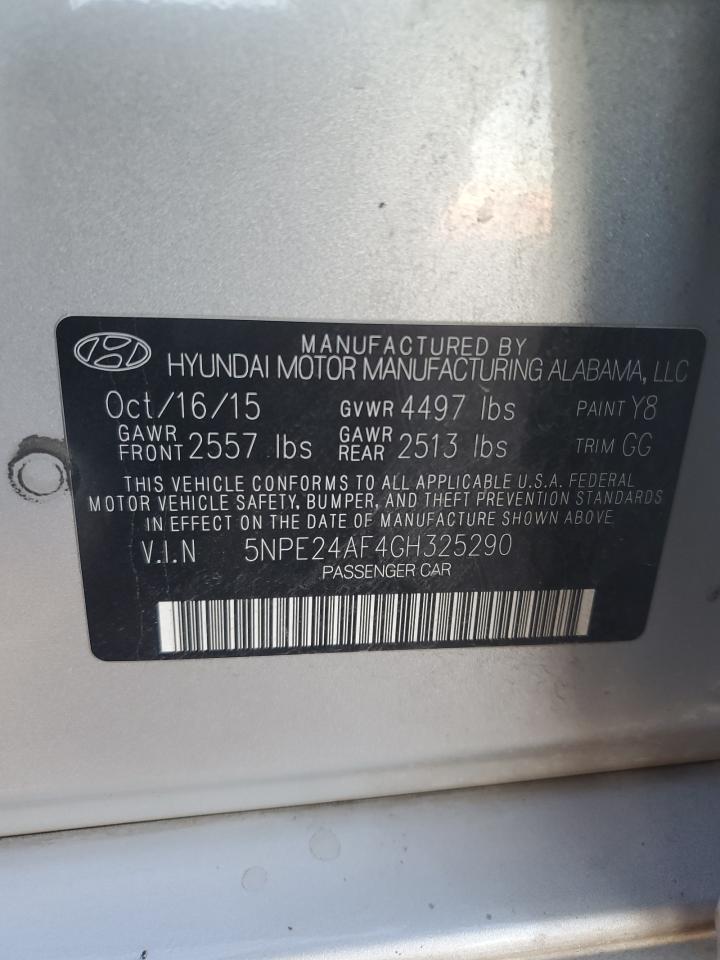 MANUFACTURED BY
HYUNDAI MOTOR MANUFACTURING ALABAMA, LLC
Oct/16/15 GVWR 4497 lbs PAINT Y8
GAWR FRONT 2557 lbs GAWR REAR 2513 lbs TRIM GG
THIS VEHICLE CONFORMS TO ALL APPLICABLE U.S.A. FEDERAL
MOTOR VEHICLE SAFETY, BUMPER, AND THEFT PREVENTION STANDARDS
IN EFFECT ON THE DATE OF MANUFACTURE SHOWN ABOVE.
V.I.N 5NPE24AF4GH325290
PASSENGER CAR